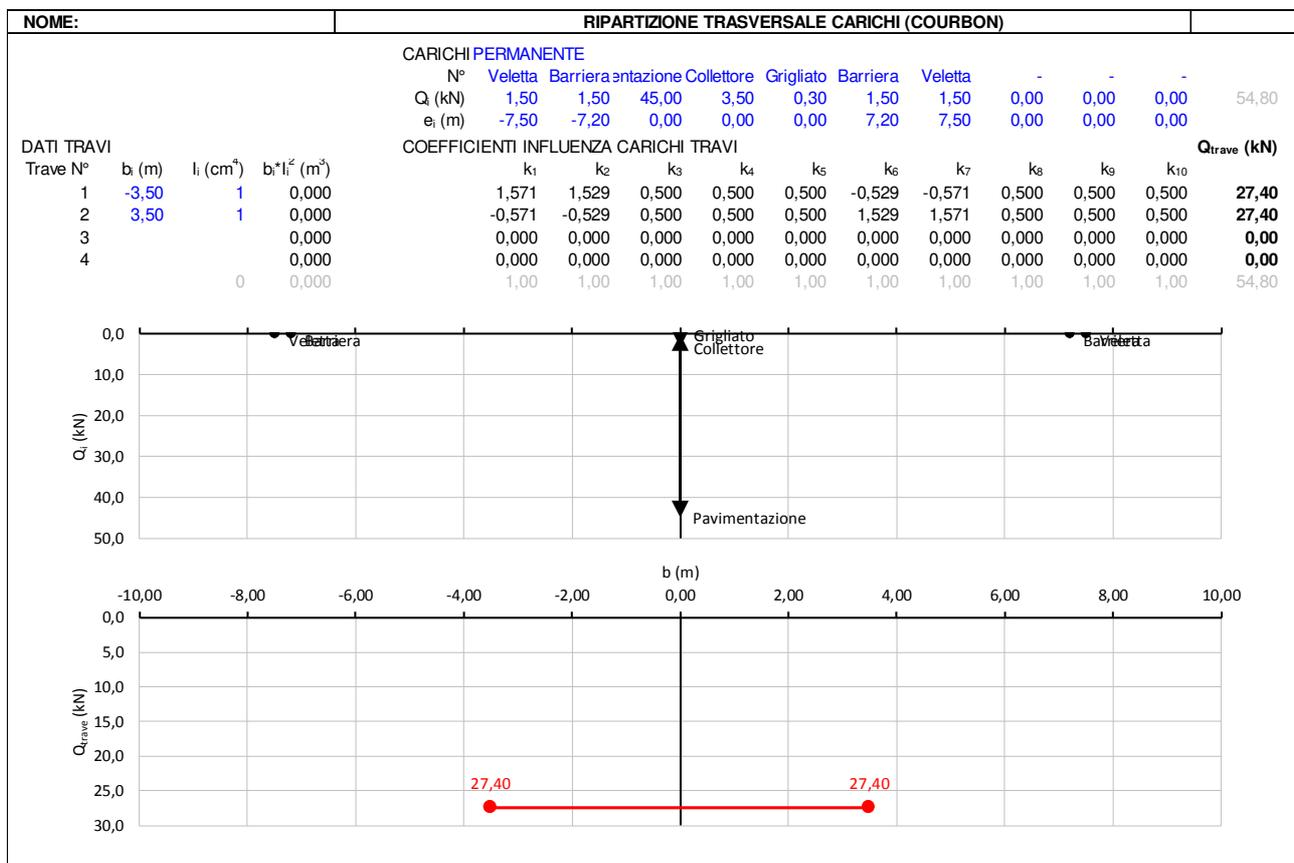 NOME: RIPARTIZIONE TRASVERSALE CARICHI (COURBON)
CARICHI PERMANENTE
N° Veletta Barriera entazione Collettore Grigliato Barriera Veletta - - -
Qᵢ (kN) 1,50 1,50 45,00 3,50 0,30 1,50 1,50 0,00 0,00 0,00 54,80
eᵢ (m) -7,50 -7,20 0,00 0,00 0,00 7,20 7,50 0,00 0,00 0,00
DATI TRAVI COEFFICIENTI INFLUENZA CARICHI TRAVI Qtrave (kN)
Trave N° bᵢ (m) Iᵢ (cm⁴) bᵢ*Iᵢ² (m³) k₁ k₂ k₃ k₄ k₅ k₆ k₇ k₈ k₉ k₁₀
1 -3,50 1 0,000 1,571 1,529 0,500 0,500 0,500 -0,529 -0,571 0,500 0,500 0,500 27,40
2 3,50 1 0,000 -0,571 -0,529 0,500 0,500 0,500 1,529 1,571 0,500 0,500 0,500 27,40
3 0,000 0,000 0,000 0,000 0,000 0,000 0,000 0,000 0,000 0,000 0,000 0,00
4 0,000 0,000 0,000 0,000 0,000 0,000 0,000 0,000 0,000 0,000 0,000 0,00
0 0,000 1,00 1,00 1,00 1,00 1,00 1,00 1,00 1,00 1,00 1,00 54,80
0,0
Veletta Barriera Grigliato Barriera Veletta
Collettore
10,0
20,0
Qᵢ (kN)
30,0
40,0
Pavimentazione
50,0
b (m)
-10,00 -8,00 -6,00 -4,00 -2,00 0,00 2,00 4,00 6,00 8,00 10,00
0,0
5,0
10,0
Qtrave (kN)
15,0
20,0
27,40 27,40
25,0
30,0